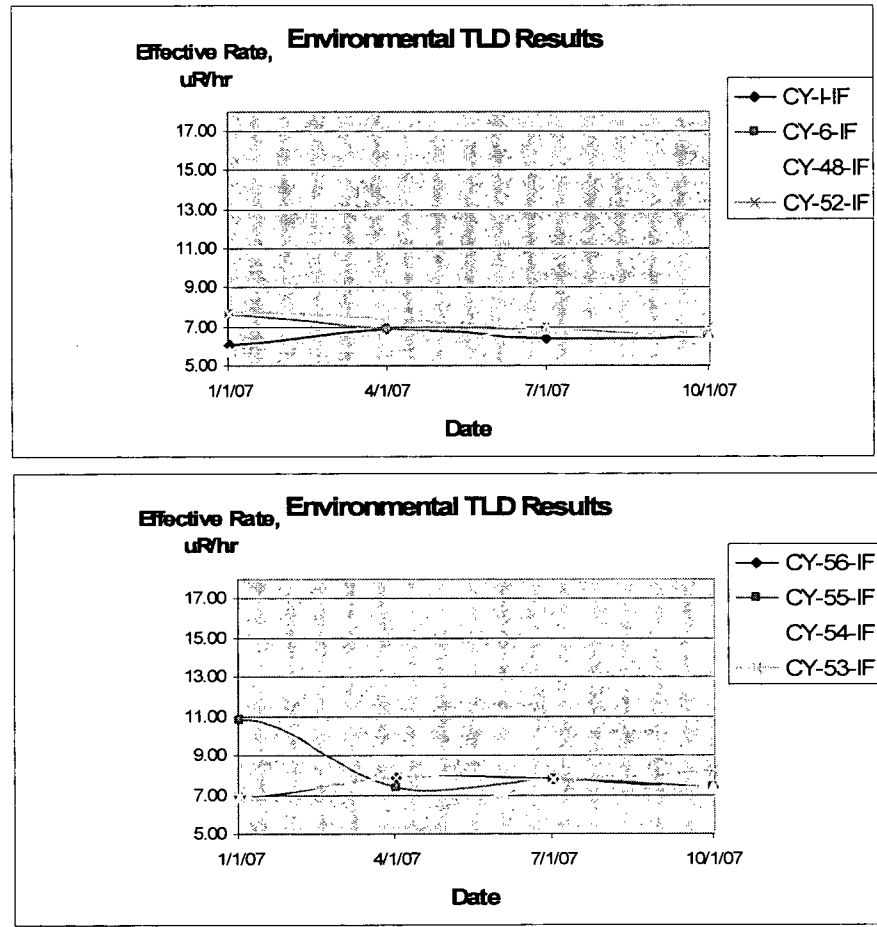 Environmental TLD Results
Effective Rate,
uR/hr
17.00
15.00
13.00
11.00
9.00
7.00
5.00
1/1/07
4/1/07
7/1/07
10/1/07
Date
CY-I-IF
CY-6-IF
CY-48-IF
CY-52-IF
Environmental TLD Results
Effective Rate,
uR/hr
17.00
15.00
13.00
11.00
9.00
7.00
5.00
1/1/07
4/1/07
7/1/07
10/1/07
Date
CY-56-IF
CY-55-IF
CY-54-IF
CY-53-IF